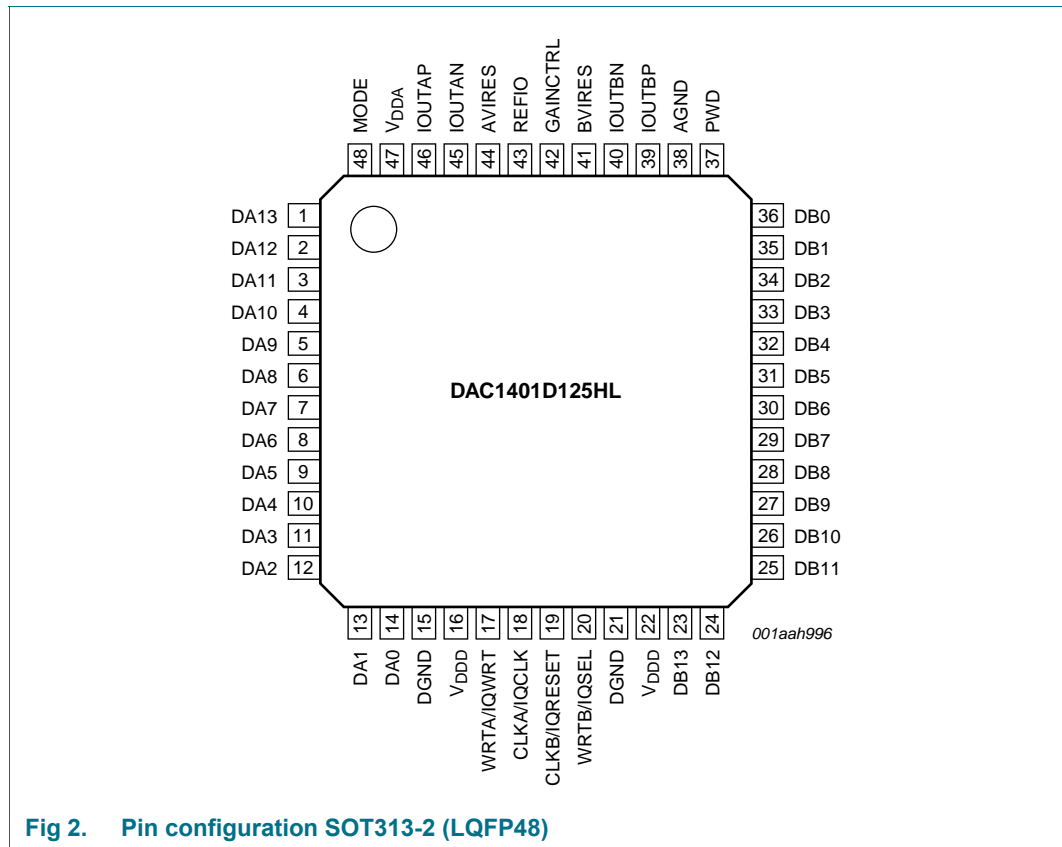 MODE
VDDA
IOUTAP
IOUTAN
AVIRES
REFIO
GAINCTRL
BVIRES
IOUTBN
IOUTBP
AGND
PWD
48
47
46
45
44
43
42
41
40
39
38
37
DA13 1
36 DB0
DA12 2
35 DB1
DA11 3
34 DB2
DA10 4
33 DB3
DA9 5
32 DB4
DA8 6
31 DB5
DAC1401D125HL
DA7 7
30 DB6
DA6 8
29 DB7
DA5 9
28 DB8
DA4 10
27 DB9
DA3 11
26 DB10
DA2 12
25 DB11
13
14
15
16
17
18
19
20
21
22
23
24
001aah996
DA1
DA0
DGND
VDDD
WRTA/IQWRT
CLKA/IQCLK
CLKB/IQRESET
WRTB/IQSEL
DGND
VDDD
DB13
DB12
Fig 2. Pin configuration SOT313-2 (LQFP48)